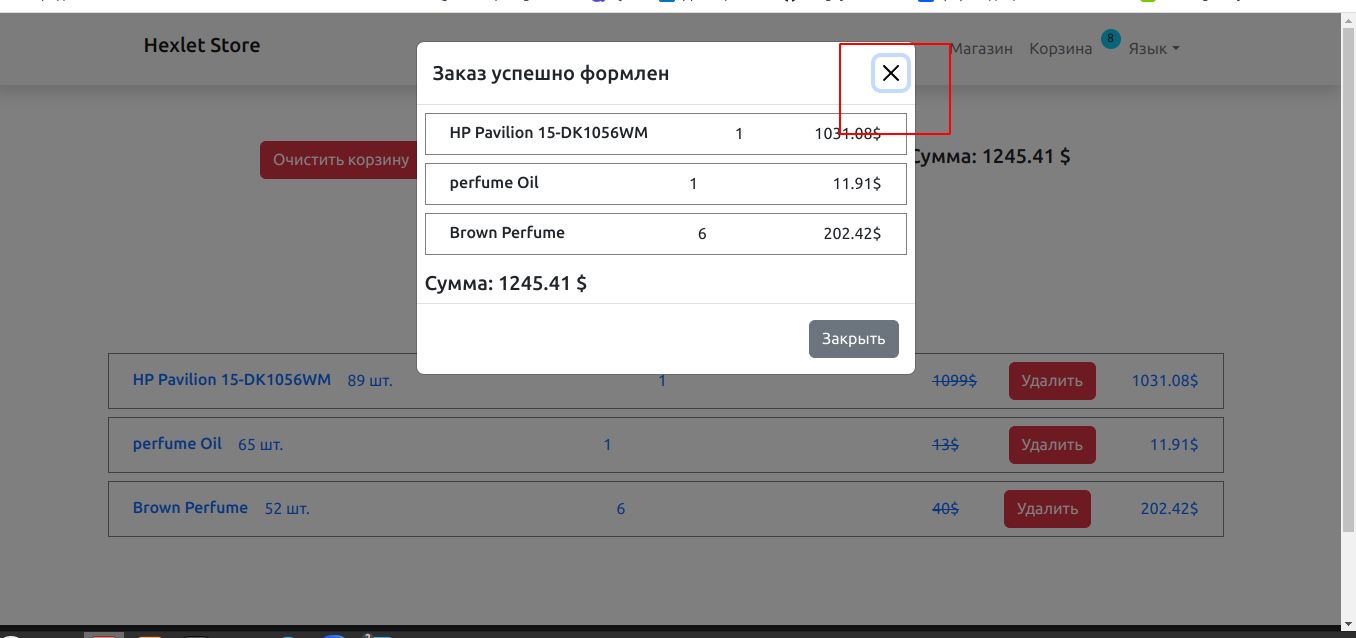 Hexlet Store
Магазин Корзина 8 Язык
Заказ успешно формлен
HP Pavilion 15-DK1056WM 1 1031.08$
perfume Oil 1 11.91$
Brown Perfume 6 202.42$
Сумма: 1245.41 $
Закрыть
Очистить корзину
Сумма: 1245.41 $
HP Pavilion 15-DK1056WM 89 шт. 1 1099$ Удалить 1031.08$
perfume Oil 65 шт. 1 13$ Удалить 11.91$
Brown Perfume 52 шт. 6 40$ Удалить 202.42$